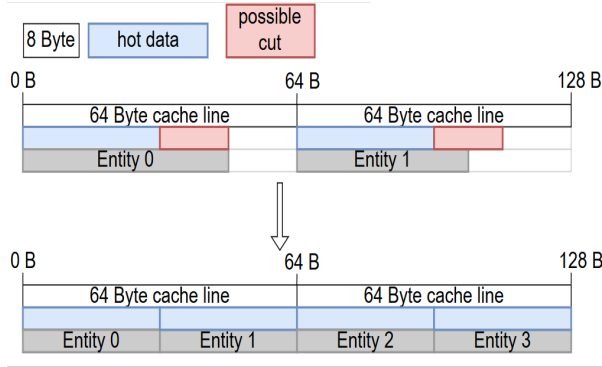 8 Byte
hot data
possible
cut
0 B
64 B
128 B
64 Byte cache line
64 Byte cache line
Entity 0
Entity 1
0 B
64 B
128 B
64 Byte cache line
64 Byte cache line
Entity 0
Entity 1
Entity 2
Entity 3